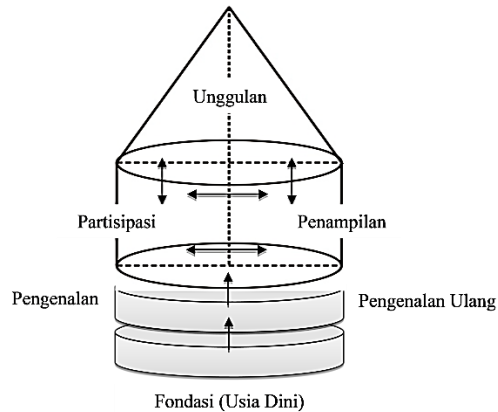 Unggulan
Partisipasi
Penampilan
Pengenalan
Pengenalan Ulang
Fondasi (Usia Dini)